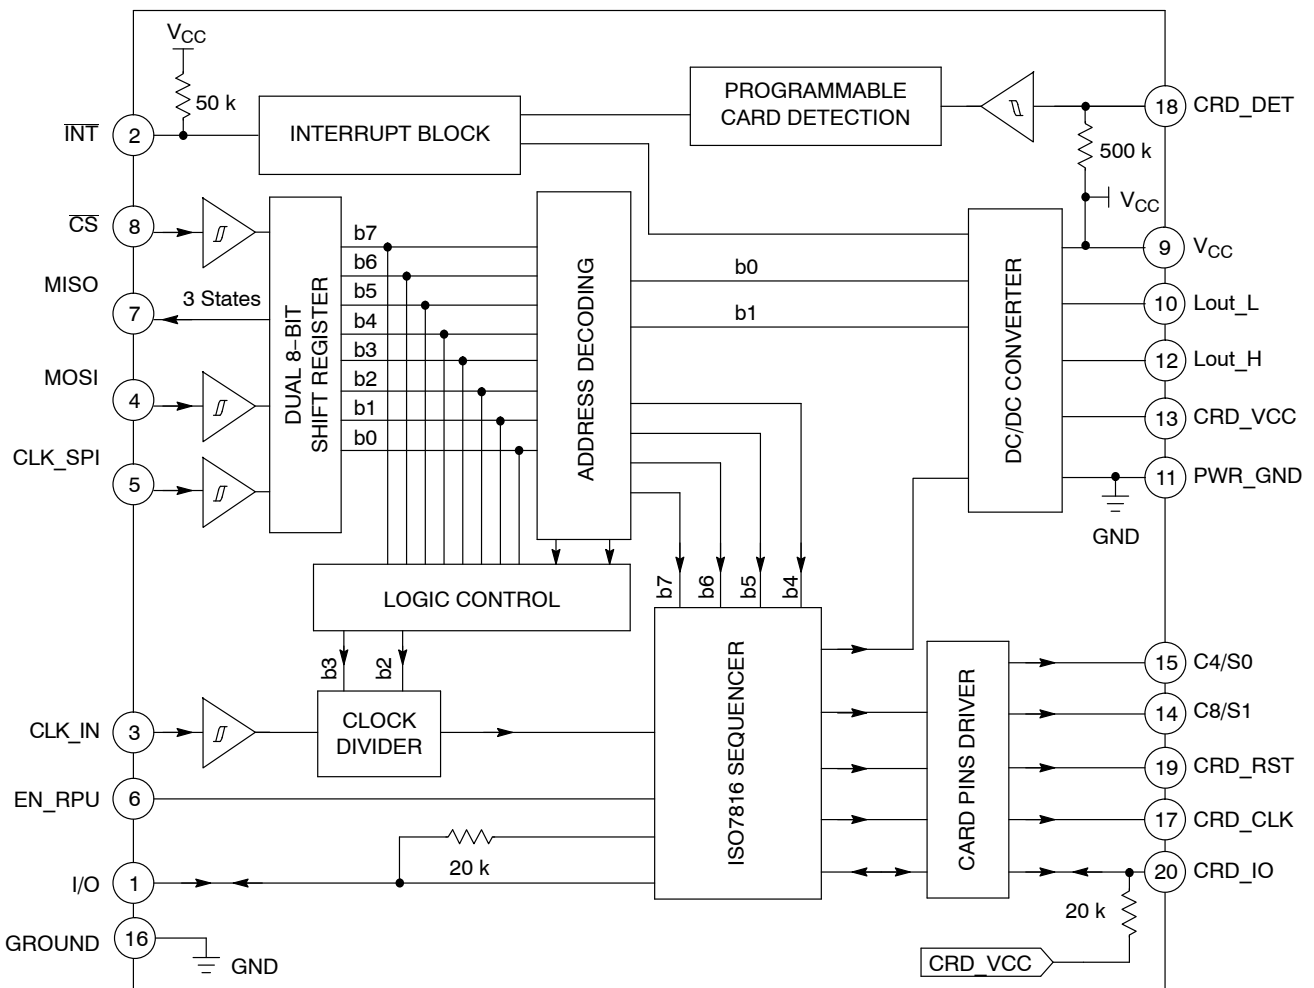 VCC
50 k
INT
2
INTERRUPT BLOCK
PROGRAMMABLE
CARD DETECTION
18
CRD_DET
500 k
VCC
CS
8
MISO
7
3 States
MOSI
4
CLK_SPI
5
DUAL 8–BIT
SHIFT REGISTER
b7
b6
b5
b4
b3
b2
b1
b0
ADDRESS DECODING
b0
b1
DC/DC CONVERTER
9
VCC
10
Lout_L
12
Lout_H
13
CRD_VCC
11
PWR_GND
GND
LOGIC CONTROL
b7
b6
b5
b4
b3
b2
CLK_IN
3
CLOCK
DIVIDER
EN_RPU
6
20 k
I/O
1
GROUND
16
GND
ISO7816 SEQUENCER
CARD PINS DRIVER
15
C4/S0
14
C8/S1
19
CRD_RST
17
CRD_CLK
20
CRD_IO
20 k
CRD_VCC